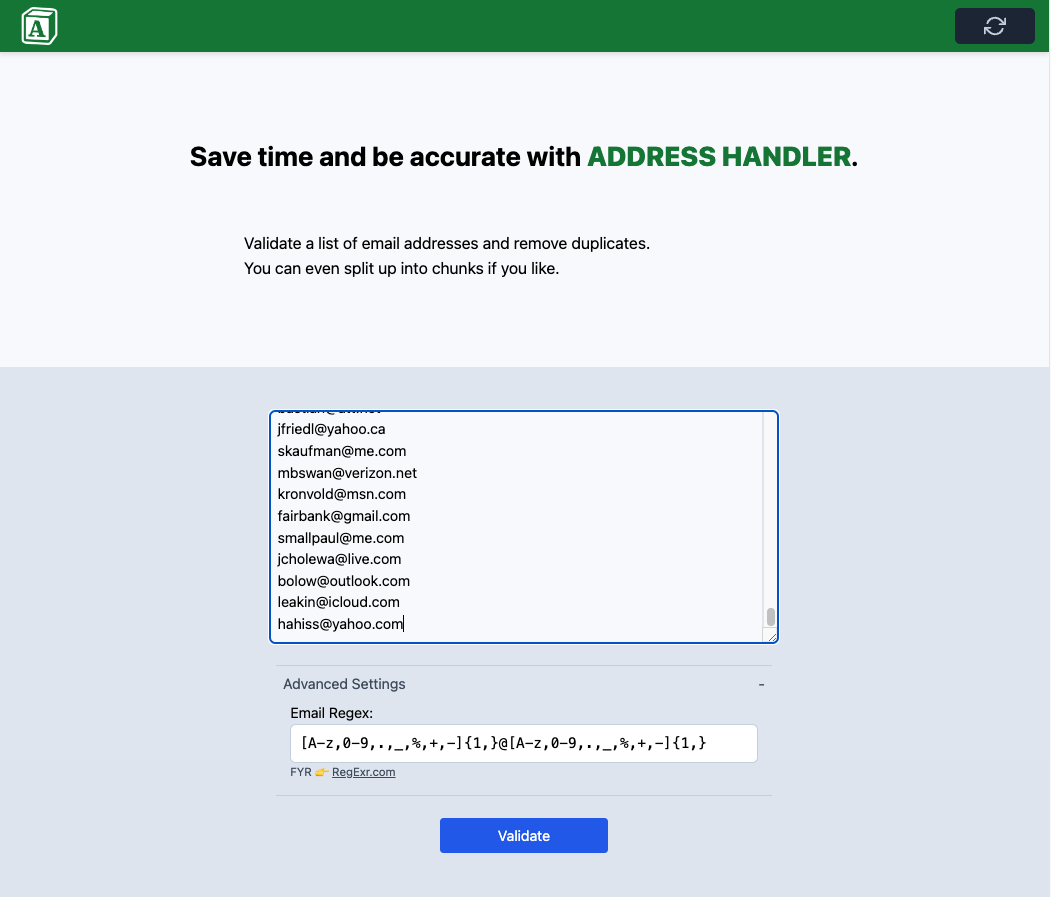 A
Save time and be accurate with ADDRESS HANDLER.
Validate a list of email addresses and remove duplicates.
You can even split up into chunks if you like.
jfriedl@yahoo.ca
skaufman@me.com
mbswan@verizon.net
kronvold@msn.com
fairbank@gmail.com
smallpaul@me.com
jcholewa@live.com
bolow@outlook.com
leakin@icloud.com
hahiss@yahoo.com
Advanced Settings -
Email Regex:
[A-z,0-9,.,_,%,+,-]{1,}@[A-z,0-9,.,_,%,+,-]{1,}
FYR 👉 RegExr.com
Validate